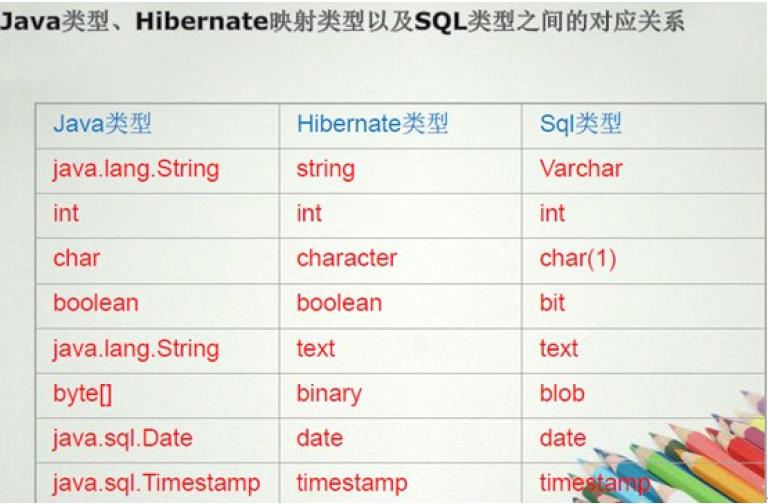 Java类型、Hibernate映射类型以及SQL类型之间的对应关系
Java类型 Hibernate类型 Sql类型
java.lang.String string Varchar
int int int
char character char(1)
boolean boolean bit
java.lang.String text text
byte[] binary blob
java.sql.Date date date
java.sql.Timestamp timestamp timestamp